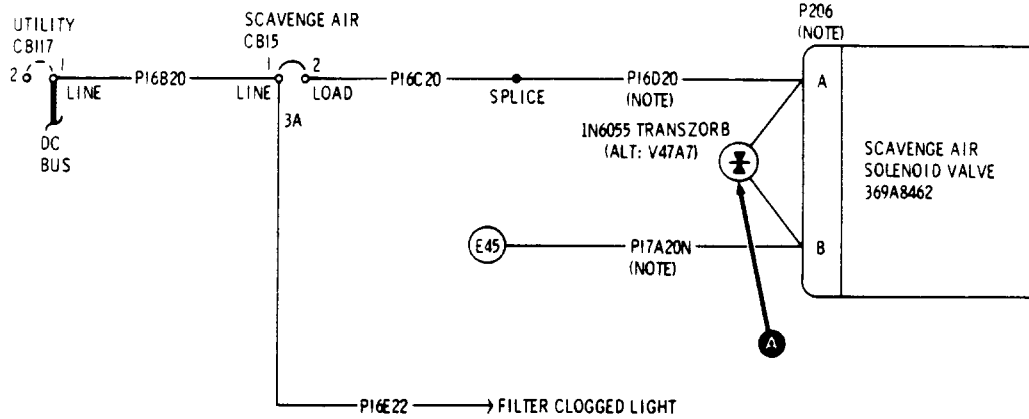 UTILITY
CB117
2
1
LINE
DC
BUS
P16B20
SCAVENGE AIR
CB15
1
2
LINE
LOAD
3A
P16C20
SPLICE
P16D20
(NOTE)
1N6055 TRANSZORB
(ALT: V47A7)
P206
(NOTE)
A
B
SCAVENGE AIR
SOLENOID VALVE
369A8462
E45
P17A20N
(NOTE)
P16E22
FILTER CLOGGED LIGHT